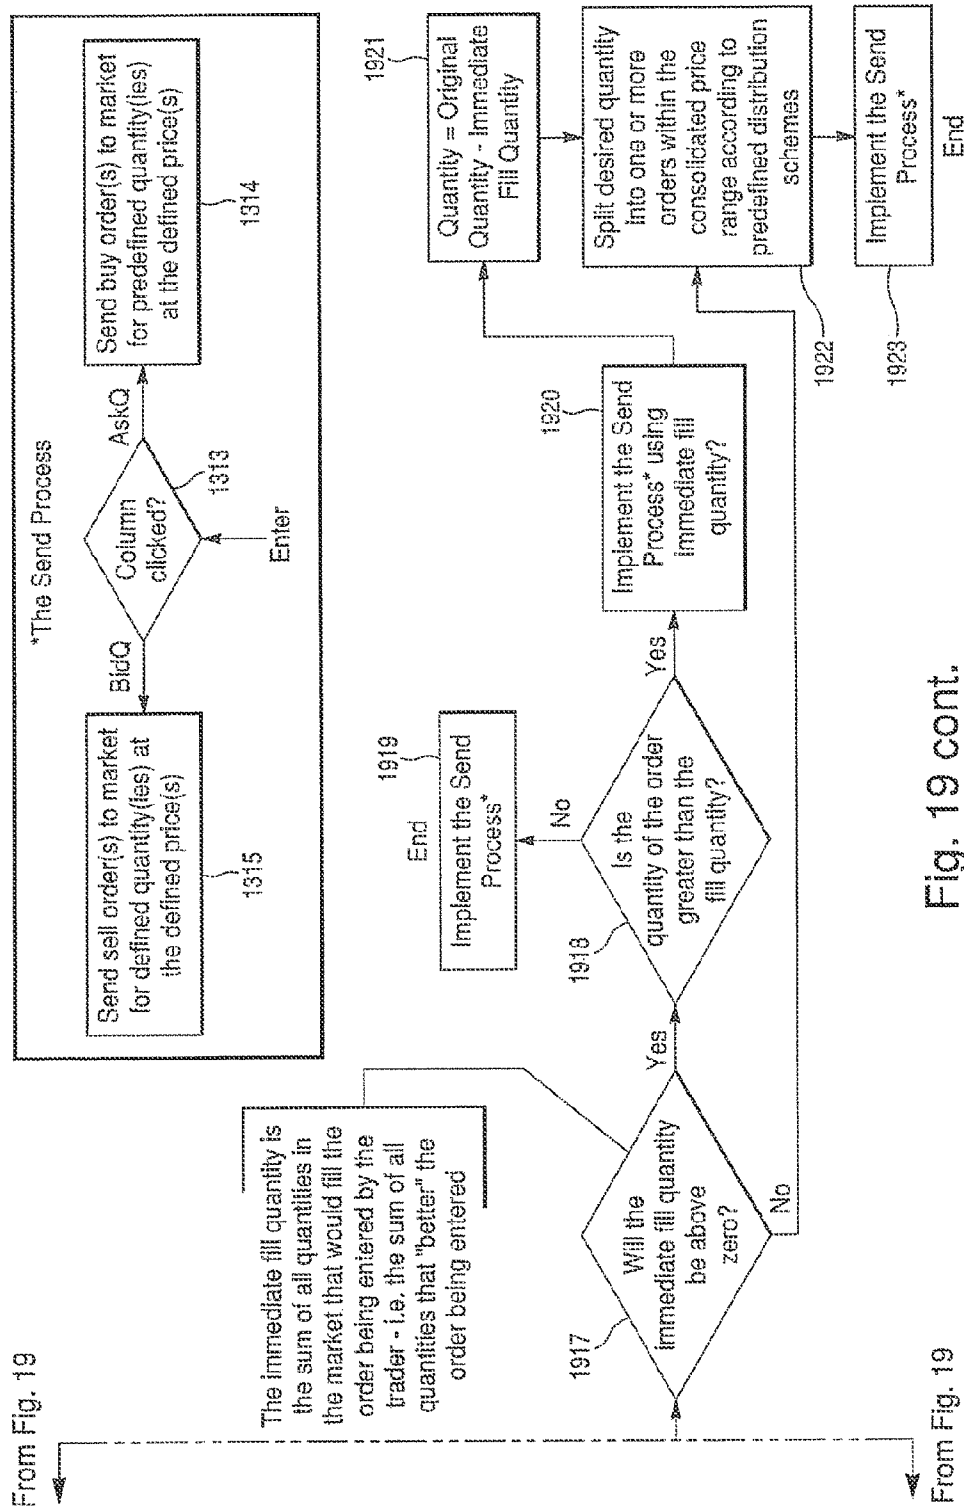 From Fig. 19
*The Send Process
Send sell order(s) to market
for defined quantity(ies) at
the defined price(s)
1315
BidQ
Column
clicked?
1313
Enter
AskQ
Send buy order(s) to market
for predefined quantity(ies)
at the defined price(s)
1314
The immediate fill quantity is
the sum of all quantities in
the market that would fill the
order being entered by the
trader - i.e. the sum of all
quantities that "better" the
order being entered
1917
Will the
immediate fill quantity
be above
zero?
Yes
No
1918
Is the
quantity of the order
greater than the
fill quantity?
No
Yes
End
Implement the Send
Process*
1919
1920
Implement the Send
Process* using
immediate fill
quantity?
1921
Quantity = Original
Quantity - Immediate
Fill Quantity
Split desired quantity
into one or more
orders within the
consolidated price
range according to
predefined distribution
schemes
1922
Implement the Send
Process*
1923
End
From Fig. 19
Fig. 19 cont.